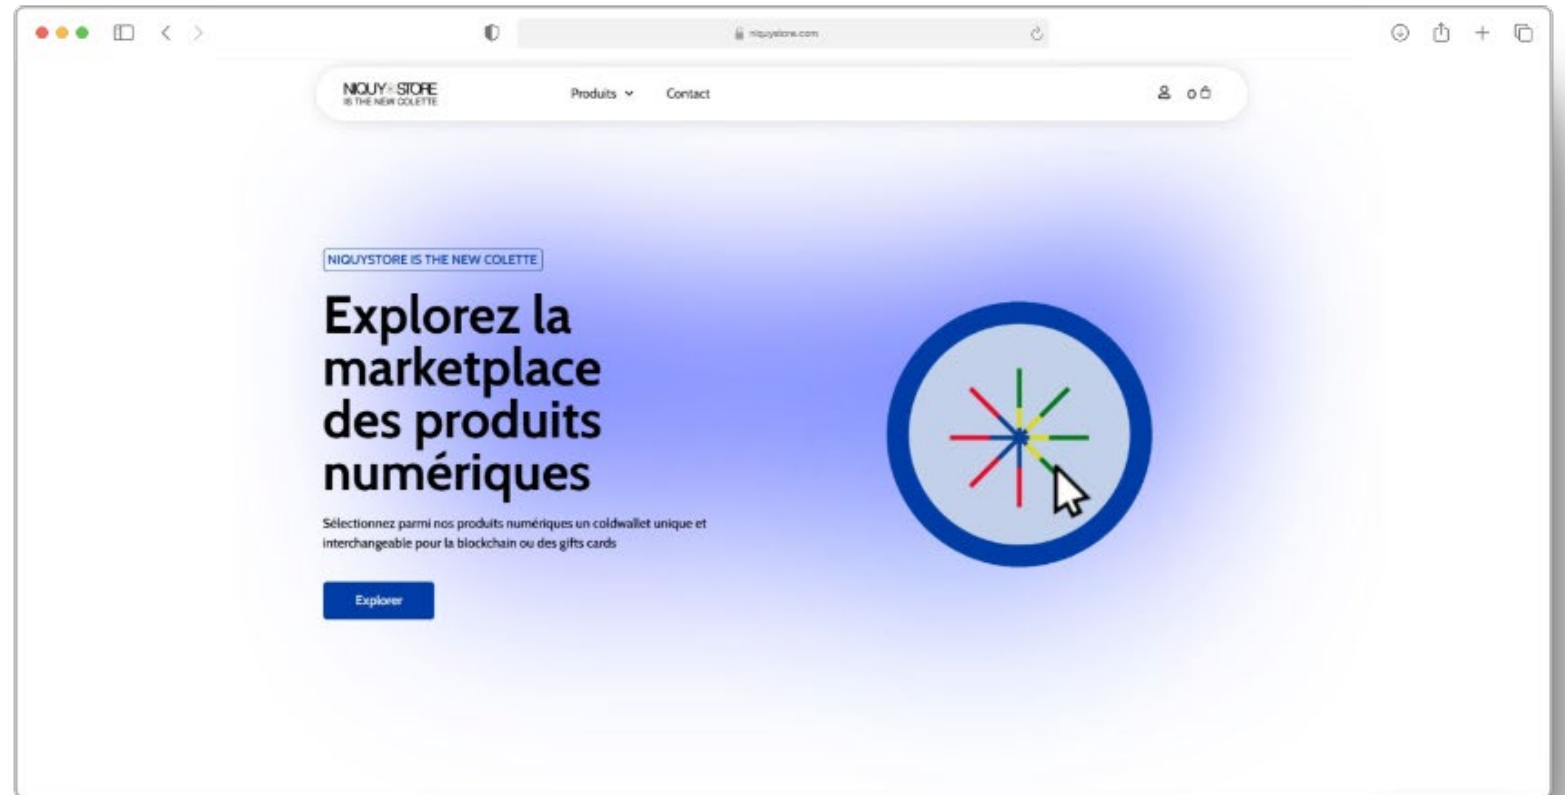 niquystore.com
NIQUY STORE
IS THE NEW COLETTE
Produits
Contact
0
NIQUYSTORE IS THE NEW COLETTE
Explorez la
marketplace
des produits
numériques
Sélectionnez parmi nos produits numériques un coldwallet unique et
interchangeable pour la blockchain ou des gifts cards
Explorer